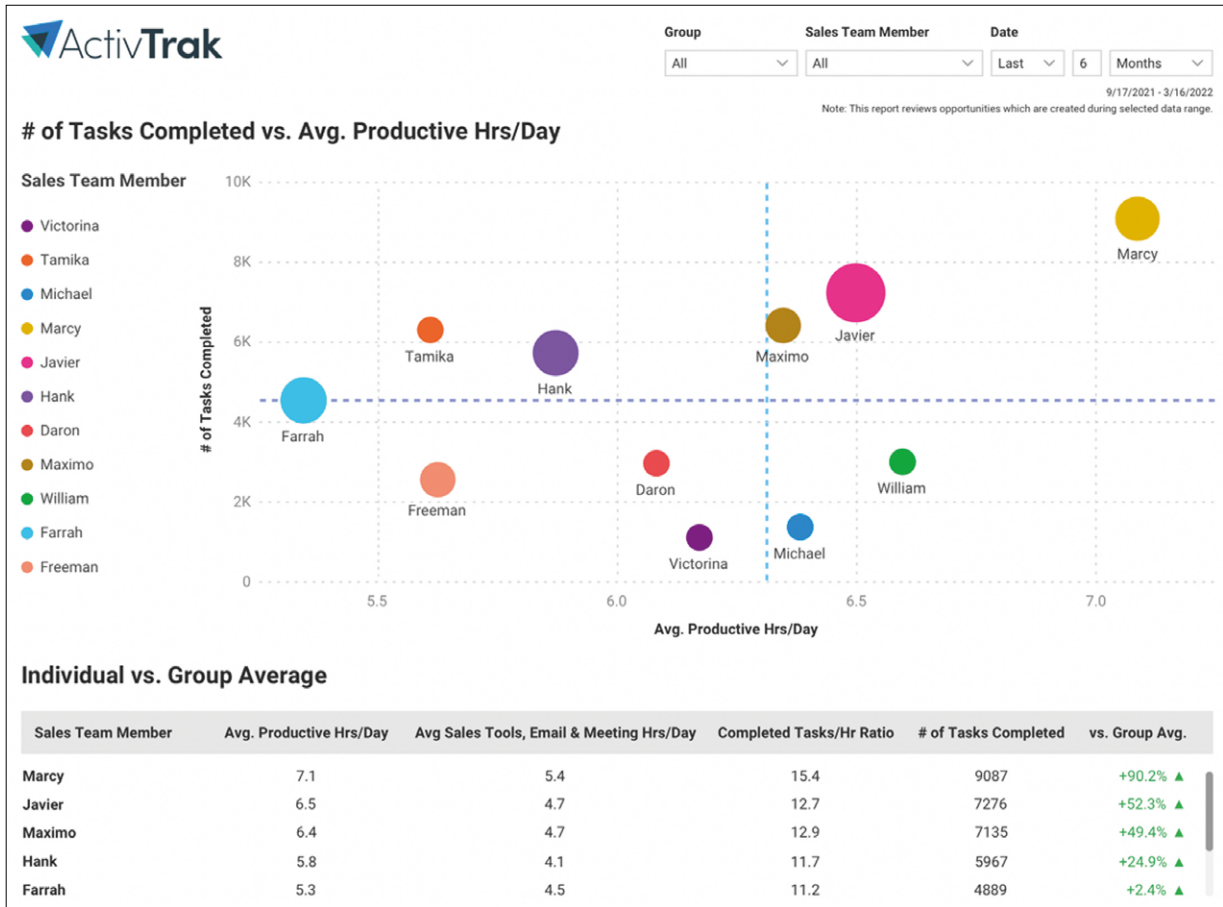 ActivTrak
Group Sales Team Member Date
All All Last 6 Months
9/17/2021 - 3/16/2022
Note: This report reviews opportunities which are created during selected data range.
# of Tasks Completed vs. Avg. Productive Hrs/Day
Sales Team Member
Victorina
Tamika
Michael
Marcy
Javier
Hank
Daron
Maximo
William
Farrah
Freeman
# of Tasks Completed
10K
8K
6K
4K
2K
0
Marcy
Javier
Maximo
Tamika
Hank
Farrah
Daron
William
Freeman
Michael
Victorina
5.5 6.0 6.5 7.0
Avg. Productive Hrs/Day
Individual vs. Group Average
Sales Team Member Avg. Productive Hrs/Day Avg Sales Tools, Email & Meeting Hrs/Day Completed Tasks/Hr Ratio # of Tasks Completed vs. Group Avg.
Marcy 7.1 5.4 15.4 9087 +90.2% ▲
Javier 6.5 4.7 12.7 7276 +52.3% ▲
Maximo 6.4 4.7 12.9 7135 +49.4% ▲
Hank 5.8 4.1 11.7 5967 +24.9% ▲
Farrah 5.3 4.5 11.2 4889 +2.4% ▲